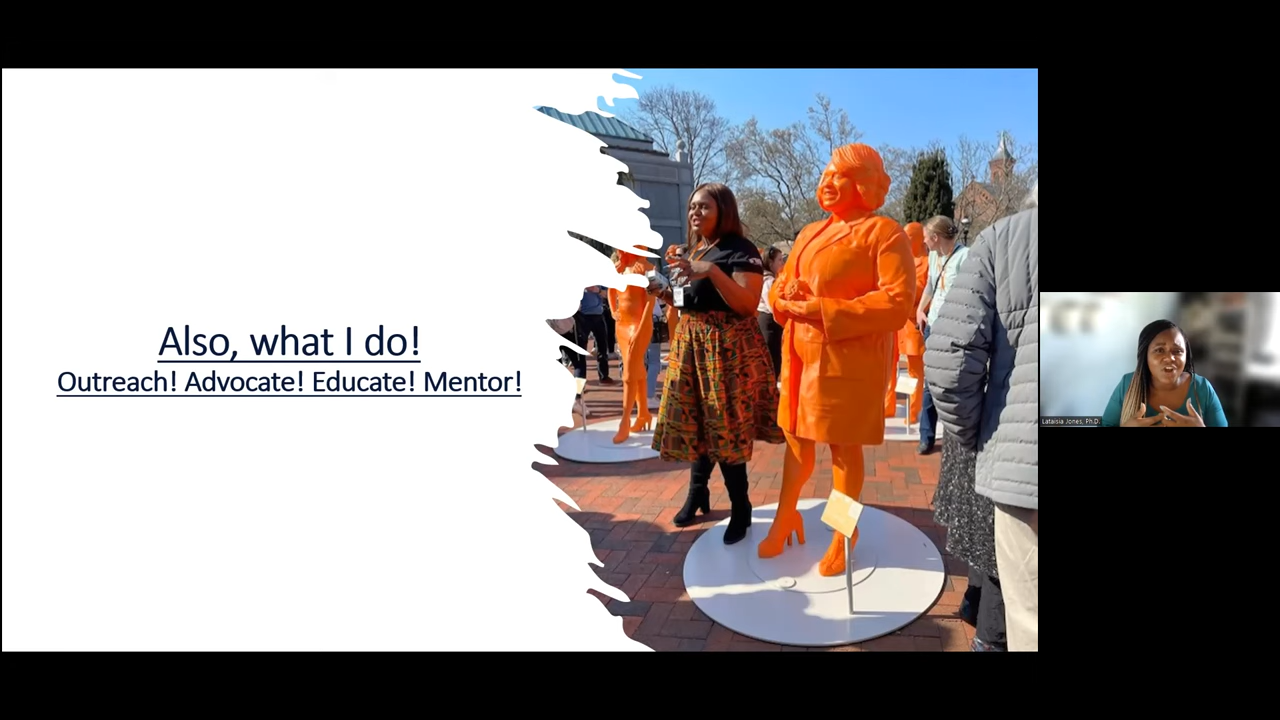 Also, what I do!
Outreach! Advocate! Educate! Mentor!
Lataisia Jones, Ph.D.